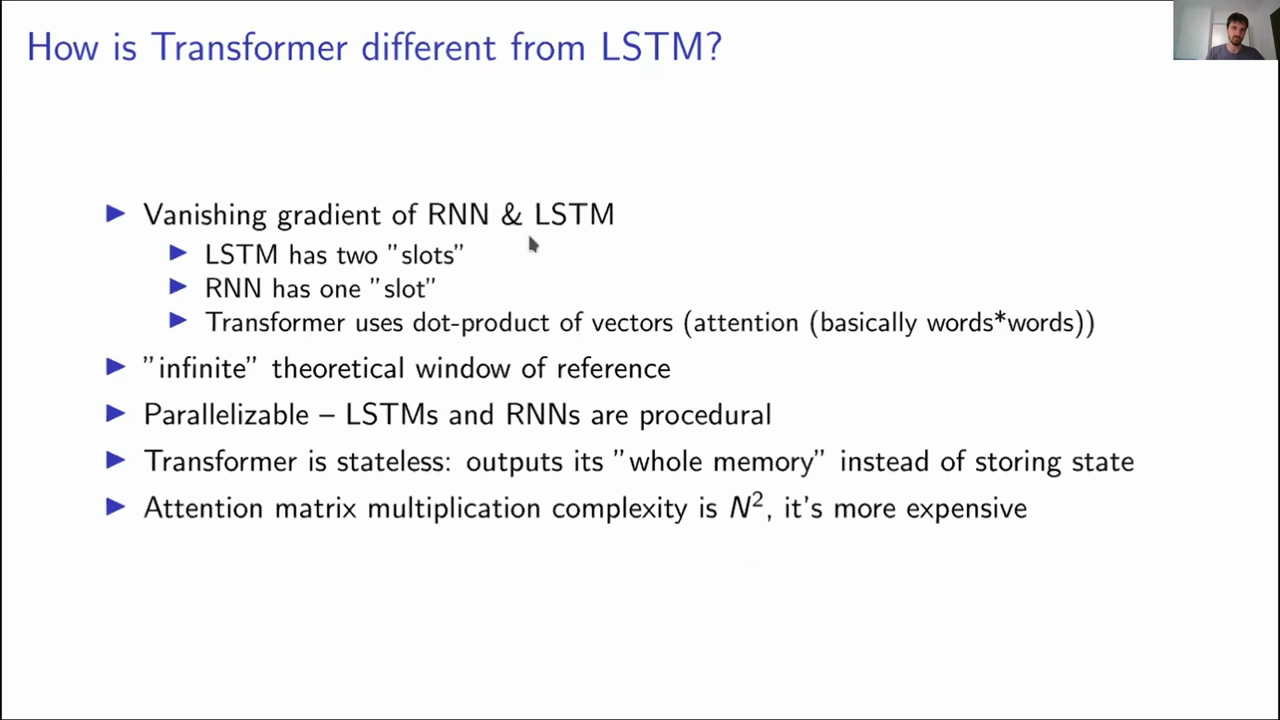 How is Transformer different from LSTM?
Vanishing gradient of RNN & LSTM
LSTM has two "slots"
RNN has one "slot"
Transformer uses dot-product of vectors (attention (basically words*words))
"infinite" theoretical window of reference
Parallelizable – LSTMs and RNNs are procedural
Transformer is stateless: outputs its "whole memory" instead of storing state
Attention matrix multiplication complexity is N², it's more expensive